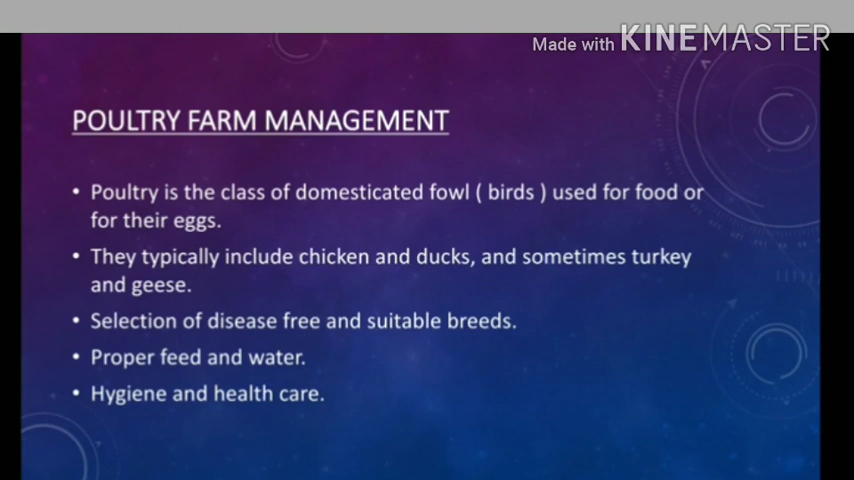 Made with KINEMASTER
POULTRY FARM MANAGEMENT
• Poultry is the class of domesticated fowl ( birds ) used for food or
for their eggs.
• They typically include chicken and ducks, and sometimes turkey
and geese.
• Selection of disease free and suitable breeds.
• Proper feed and water.
• Hygiene and health care.